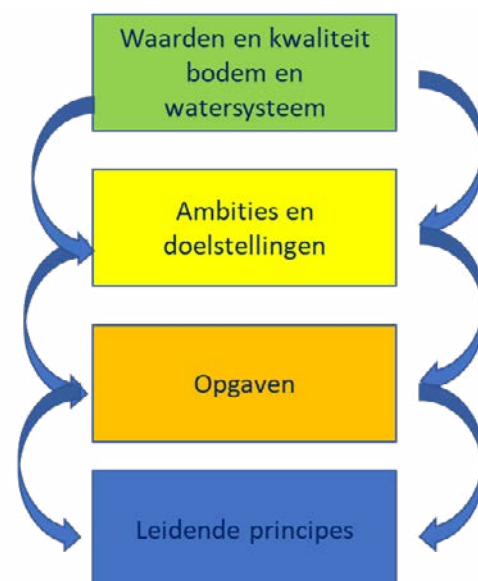 Waarden en kwaliteit
bodem en
watersysteem
Ambities en
doelstellingen
Opgaven
Leidende principes